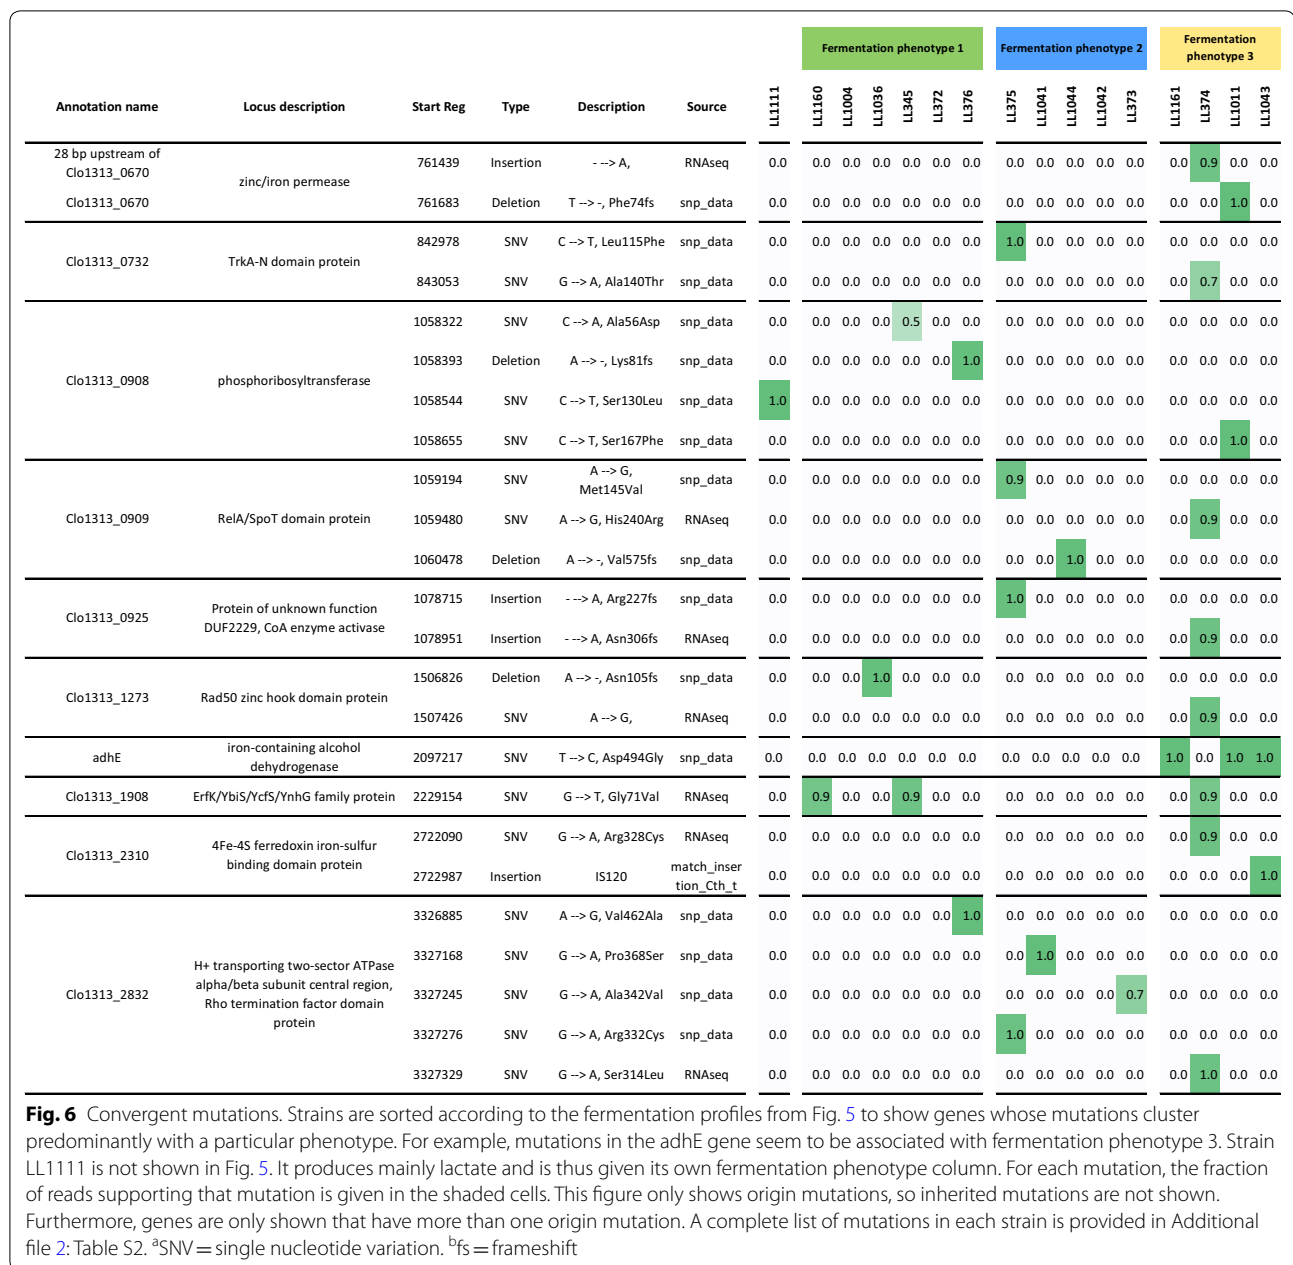 Fermentation phenotype 1 Fermentation phenotype 2 Fermentation
phenotype 3
Annotation name Locus description Start Reg Type Description Source LL1111 LL1160 LL1004 LL1036 LL345 LL372 LL376 LL375 LL1041 LL1044 LL1042 LL373 LL1161 LL374 LL1011 LL1043
28 bp upstream of
Clo1313_0670 zinc/iron permease 761439 Insertion - --> A, RNAseq 0.0 0.0 0.0 0.0 0.0 0.0 0.0 0.0 0.0 0.0 0.0 0.0 0.0 0.9 0.0 0.0
Clo1313_0670 761683 Deletion T --> -, Phe74fs snp_data 0.0 0.0 0.0 0.0 0.0 0.0 0.0 0.0 0.0 0.0 0.0 0.0 0.0 0.0 1.0 0.0
Clo1313_0732 TrkA-N domain protein 842978 SNV C --> T, Leu115Phe snp_data 0.0 0.0 0.0 0.0 0.0 0.0 0.0 1.0 0.0 0.0 0.0 0.0 0.0 0.0 0.0 0.0
843053 SNV G --> A, Ala140Thr snp_data 0.0 0.0 0.0 0.0 0.0 0.0 0.0 0.0 0.0 0.0 0.0 0.0 0.0 0.7 0.0 0.0
Clo1313_0908 phosphoribosyltransferase 1058322 SNV C --> A, Ala56Asp snp_data 0.0 0.0 0.0 0.0 0.5 0.0 0.0 0.0 0.0 0.0 0.0 0.0 0.0 0.0 0.0 0.0
1058393 Deletion A --> -, Lys81fs snp_data 0.0 0.0 0.0 0.0 0.0 0.0 1.0 0.0 0.0 0.0 0.0 0.0 0.0 0.0 0.0 0.0
1058544 SNV C --> T, Ser130Leu snp_data 1.0 0.0 0.0 0.0 0.0 0.0 0.0 0.0 0.0 0.0 0.0 0.0 0.0 0.0 0.0 0.0
1058655 SNV C --> T, Ser167Phe snp_data 0.0 0.0 0.0 0.0 0.0 0.0 0.0 0.0 0.0 0.0 0.0 0.0 0.0 0.0 1.0 0.0
Clo1313_0909 RelA/SpoT domain protein 1059194 SNV A --> G,
Met145Val snp_data 0.0 0.0 0.0 0.0 0.0 0.0 0.0 0.9 0.0 0.0 0.0 0.0 0.0 0.0 0.0 0.0
1059480 SNV A --> G, His240Arg RNAseq 0.0 0.0 0.0 0.0 0.0 0.0 0.0 0.0 0.0 0.0 0.0 0.0 0.0 0.9 0.0 0.0
1060478 Deletion A --> -, Val575fs snp_data 0.0 0.0 0.0 0.0 0.0 0.0 0.0 0.0 0.0 1.0 0.0 0.0 0.0 0.0 0.0 0.0
Clo1313_0925 Protein of unknown function
DUF2229, CoA enzyme activase 1078715 Insertion - --> A, Arg227fs snp_data 0.0 0.0 0.0 0.0 0.0 0.0 0.0 1.0 0.0 0.0 0.0 0.0 0.0 0.0 0.0 0.0
1078951 Insertion - --> A, Asn306fs RNAseq 0.0 0.0 0.0 0.0 0.0 0.0 0.0 0.0 0.0 0.0 0.0 0.0 0.0 0.9 0.0 0.0
Clo1313_1273 Rad50 zinc hook domain protein 1506826 Deletion A --> -, Asn105fs snp_data 0.0 0.0 0.0 1.0 0.0 0.0 0.0 0.0 0.0 0.0 0.0 0.0 0.0 0.0 0.0 0.0
1507426 SNV A --> G, RNAseq 0.0 0.0 0.0 0.0 0.0 0.0 0.0 0.0 0.0 0.0 0.0 0.0 0.0 0.9 0.0 0.0
adhE iron-containing alcohol
dehydrogenase 2097217 SNV T --> C, Asp494Gly snp_data 0.0 0.0 0.0 0.0 0.0 0.0 0.0 0.0 0.0 0.0 0.0 0.0 1.0 0.0 1.0 1.0
Clo1313_1908 ErfK/YbiS/YcfS/YnhG family protein 2229154 SNV G --> T, Gly71Val RNAseq 0.0 0.9 0.0 0.0 0.9 0.0 0.0 0.0 0.0 0.0 0.0 0.0 0.0 0.9 0.0 0.0
Clo1313_2310 4Fe-4S ferredoxin iron-sulfur
binding domain protein 2722090 SNV G --> A, Arg328Cys RNAseq 0.0 0.0 0.0 0.0 0.0 0.0 0.0 0.0 0.0 0.0 0.0 0.0 0.0 0.9 0.0 0.0
2722987 Insertion IS120 match_inser
tion_Cth_t 0.0 0.0 0.0 0.0 0.0 0.0 0.0 0.0 0.0 0.0 0.0 0.0 0.0 0.0 0.0 1.0
Clo1313_2832 H+ transporting two-sector ATPase
alpha/beta subunit central region,
Rho termination factor domain
protein 3326885 SNV A --> G, Val462Ala snp_data 0.0 0.0 0.0 0.0 0.0 0.0 1.0 0.0 0.0 0.0 0.0 0.0 0.0 0.0 0.0 0.0
3327168 SNV G --> A, Pro368Ser snp_data 0.0 0.0 0.0 0.0 0.0 0.0 0.0 0.0 1.0 0.0 0.0 0.0 0.0 0.0 0.0 0.0
3327245 SNV G --> A, Ala342Val snp_data 0.0 0.0 0.0 0.0 0.0 0.0 0.0 0.0 0.0 0.0 0.0 0.7 0.0 0.0 0.0 0.0
3327276 SNV G --> A, Arg332Cys snp_data 0.0 0.0 0.0 0.0 0.0 0.0 0.0 1.0 0.0 0.0 0.0 0.0 0.0 0.0 0.0 0.0
3327329 SNV G --> A, Ser314Leu RNAseq 0.0 0.0 0.0 0.0 0.0 0.0 0.0 0.0 0.0 0.0 0.0 0.0 0.0 1.0 0.0 0.0
Fig. 6 Convergent mutations. Strains are sorted according to the fermentation profiles from Fig. 5 to show genes whose mutations cluster
predominantly with a particular phenotype. For example, mutations in the adhE gene seem to be associated with fermentation phenotype 3. Strain
LL1111 is not shown in Fig. 5. It produces mainly lactate and is thus given its own fermentation phenotype column. For each mutation, the fraction
of reads supporting that mutation is given in the shaded cells. This figure only shows origin mutations, so inherited mutations are not shown.
Furthermore, genes are only shown that have more than one origin mutation. A complete list of mutations in each strain is provided in Additional
file 2: Table S2. ᵃSNV = single nucleotide variation. ᵇfs = frameshift